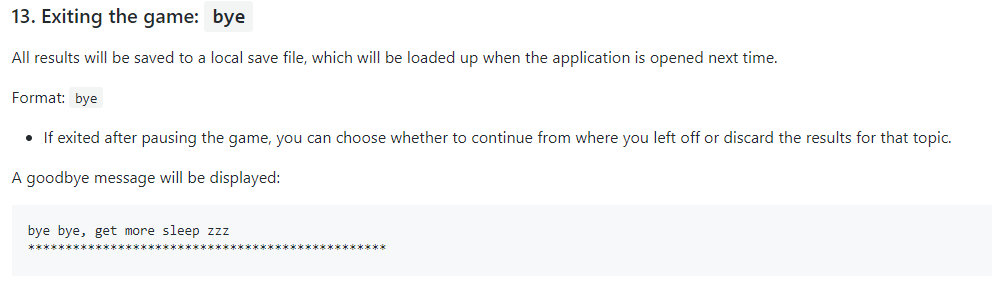 13. Exiting the game: bye
All results will be saved to a local save file, which will be loaded up when the application is opened next time.
Format: bye
• If exited after pausing the game, you can choose whether to continue from where you left off or discard the results for that topic.
A goodbye message will be displayed:
bye bye, get more sleep zzz
************************************************